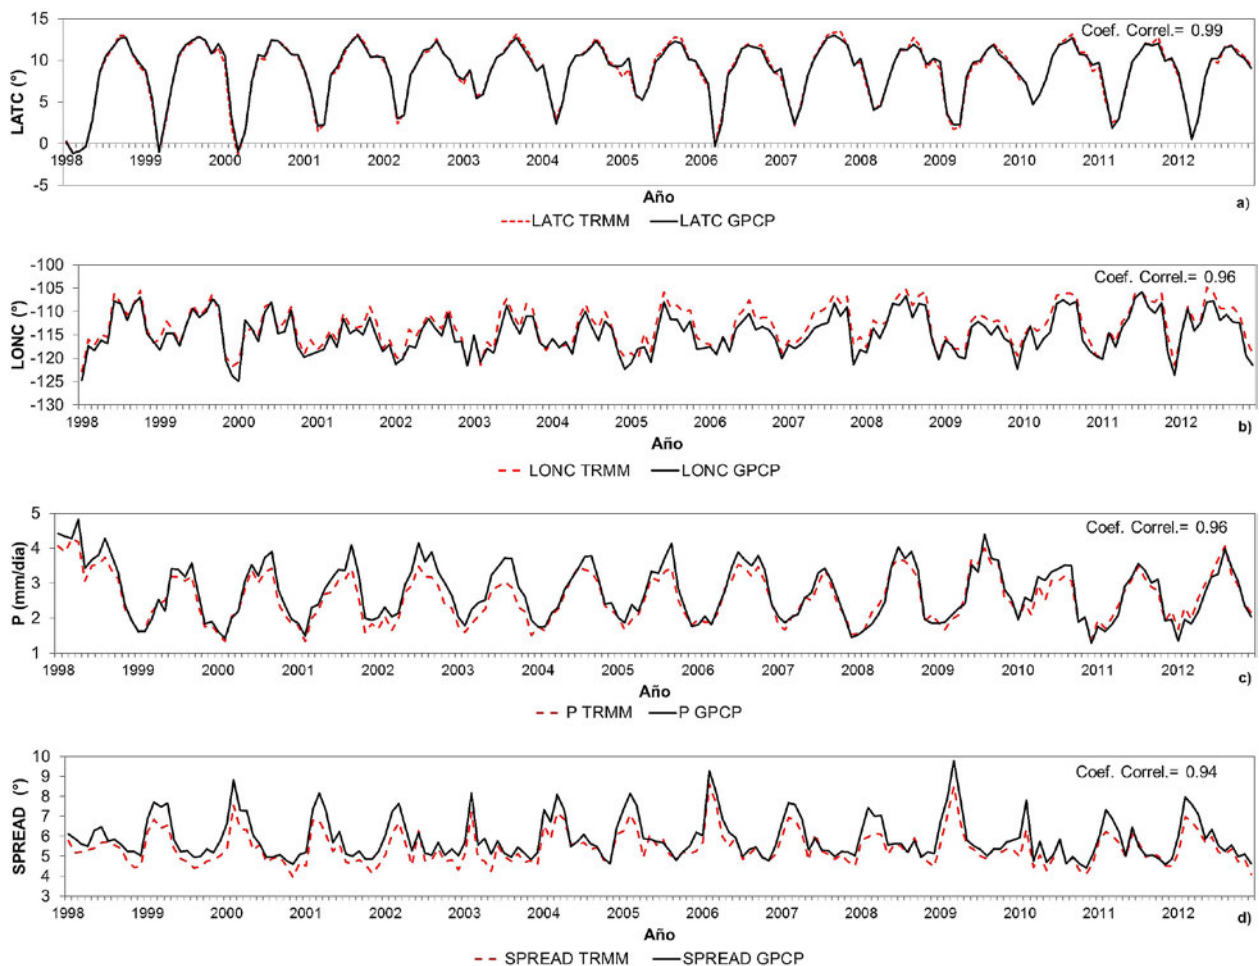 15
10
5
0
-5
LATC (°)
Coef. Correl.= 0.99
1998 1999 2000 2001 2002 2003 2004 2005 2006 2007 2008 2009 2010 2011 2012
Año
a)
LATC TRMM LATC GPCP
-100
-105
-110
-115
-120
-125
-130
LONC (°)
Coef. Correl.= 0.96
1998 1999 2000 2001 2002 2003 2004 2005 2006 2007 2008 2009 2010 2011 2012
Año
b)
LONC TRMM LONC GPCP
5
4
3
2
1
P (mm/dia)
Coef. Correl.= 0.96
1998 1999 2000 2001 2002 2003 2004 2005 2006 2007 2008 2009 2010 2011 2012
Año
c)
P TRMM P GPCP
10
9
8
7
6
5
4
3
SPREAD (°)
Coef. Correl.= 0.94
1998 1999 2000 2001 2002 2003 2004 2005 2006 2007 2008 2009 2010 2011 2012
Año
d)
SPREAD TRMM SPREAD GPCP